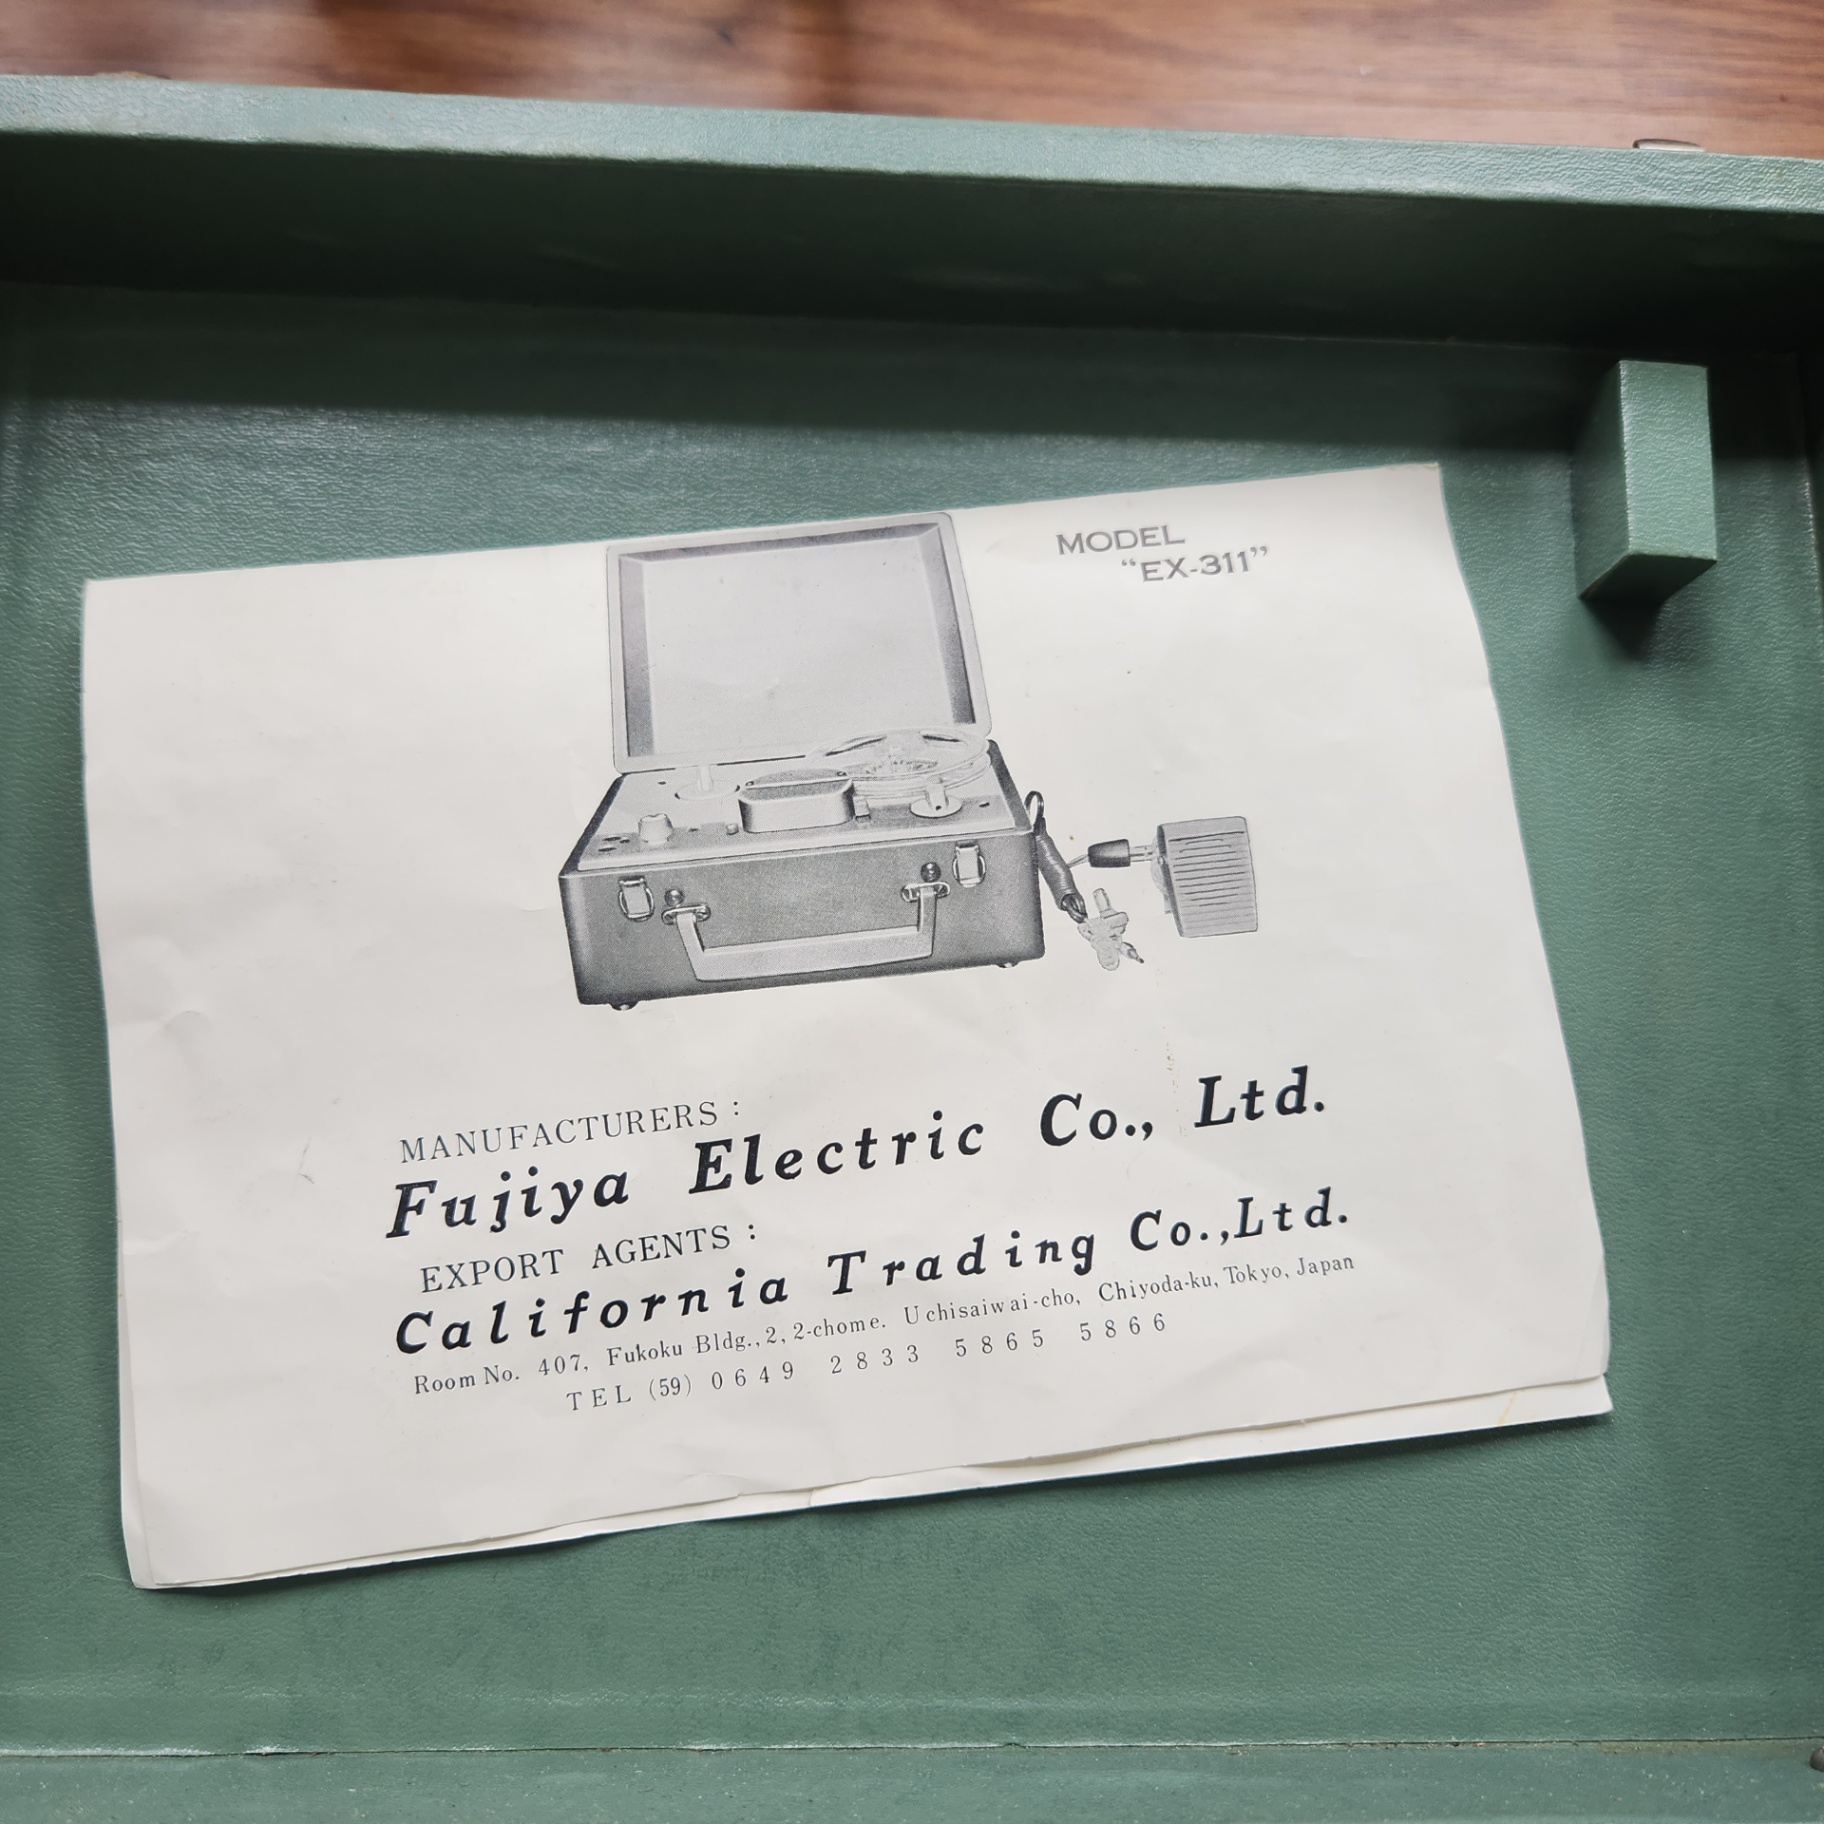 MODEL
“EX-311”
MANUFACTURERS :
Fujiya Electric Co., Ltd.
EXPORT AGENTS :
California Trading Co.,Ltd.
Room No. 407, Fukoku Bldg., 2, 2-chome. Uchisaiwai-cho, Chiyoda-ku, Tokyo, Japan
TEL (59) 0649 2833 5865 5866